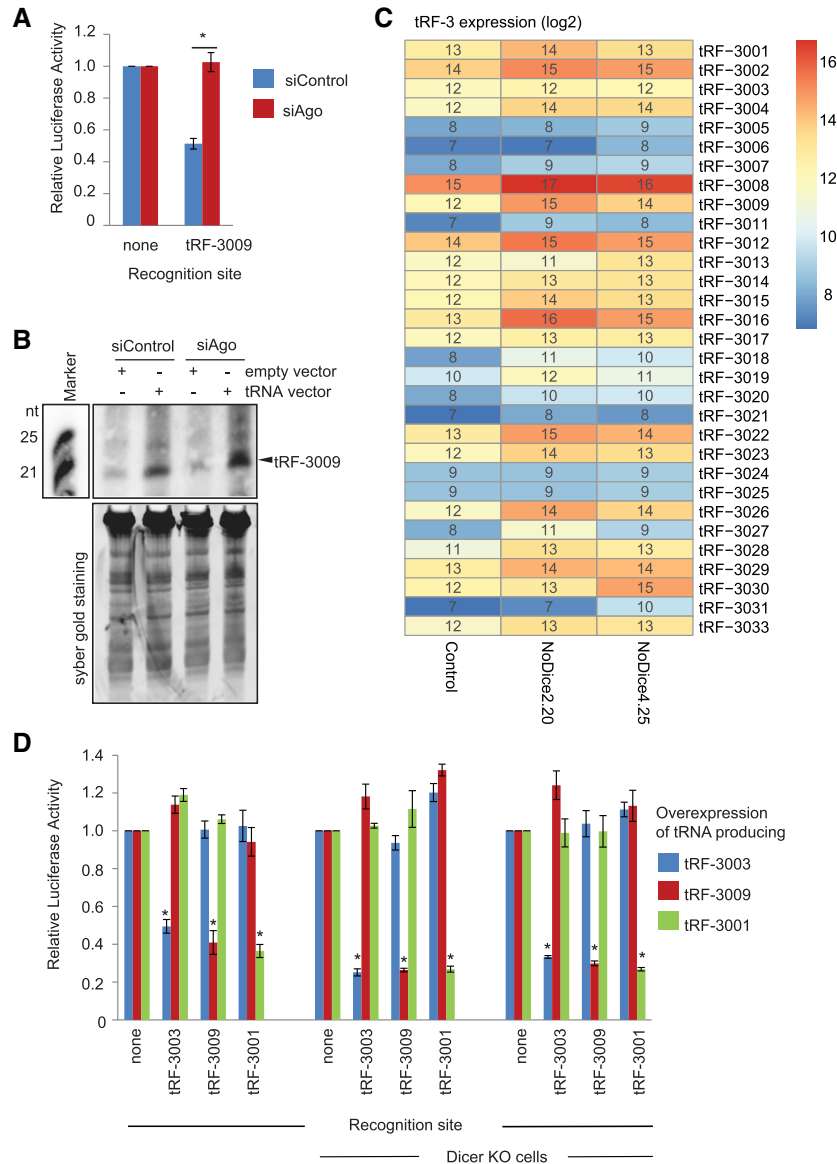 A
Relative Luciferase Activity
1.2
1.0
0.8
0.6
0.4
0.2
0
*
none
tRF-3009
Recognition site
siControl
siAgo
B
siControl
siAgo
Marker
+ - + - empty vector
- + - + tRNA vector
nt
25
21
tRF-3009
syber gold staining
C
tRF-3 expression (log2)
13 14 13 tRF−3001
14 15 15 tRF−3002
12 12 12 tRF−3003
12 14 14 tRF−3004
8 8 9 tRF−3005
7 7 8 tRF−3006
8 9 9 tRF−3007
15 17 16 tRF−3008
12 15 14 tRF−3009
7 9 8 tRF−3011
14 15 15 tRF−3012
12 11 13 tRF−3013
12 13 13 tRF−3014
12 14 13 tRF−3015
13 16 15 tRF−3016
12 13 13 tRF−3017
8 11 10 tRF−3018
10 12 11 tRF−3019
8 10 10 tRF−3020
7 8 8 tRF−3021
13 15 14 tRF−3022
12 14 13 tRF−3023
9 9 9 tRF−3024
9 9 9 tRF−3025
12 14 14 tRF−3026
8 11 9 tRF−3027
11 13 13 tRF−3028
13 14 14 tRF−3029
12 13 15 tRF−3030
7 7 10 tRF−3031
12 13 13 tRF−3033
Control
NoDice2.20
NoDice4.25
16
14
12
10
8
D
Relative Luciferase Activity
1.4
1.2
1.0
0.8
0.6
0.4
0.2
0
* * * * * * * * *
none tRF-3003 tRF-3009 tRF-3001 none tRF-3003 tRF-3009 tRF-3001 none tRF-3003 tRF-3009 tRF-3001
Recognition site
Dicer KO cells
Overexpression
of tRNA producing
tRF-3003
tRF-3009
tRF-3001